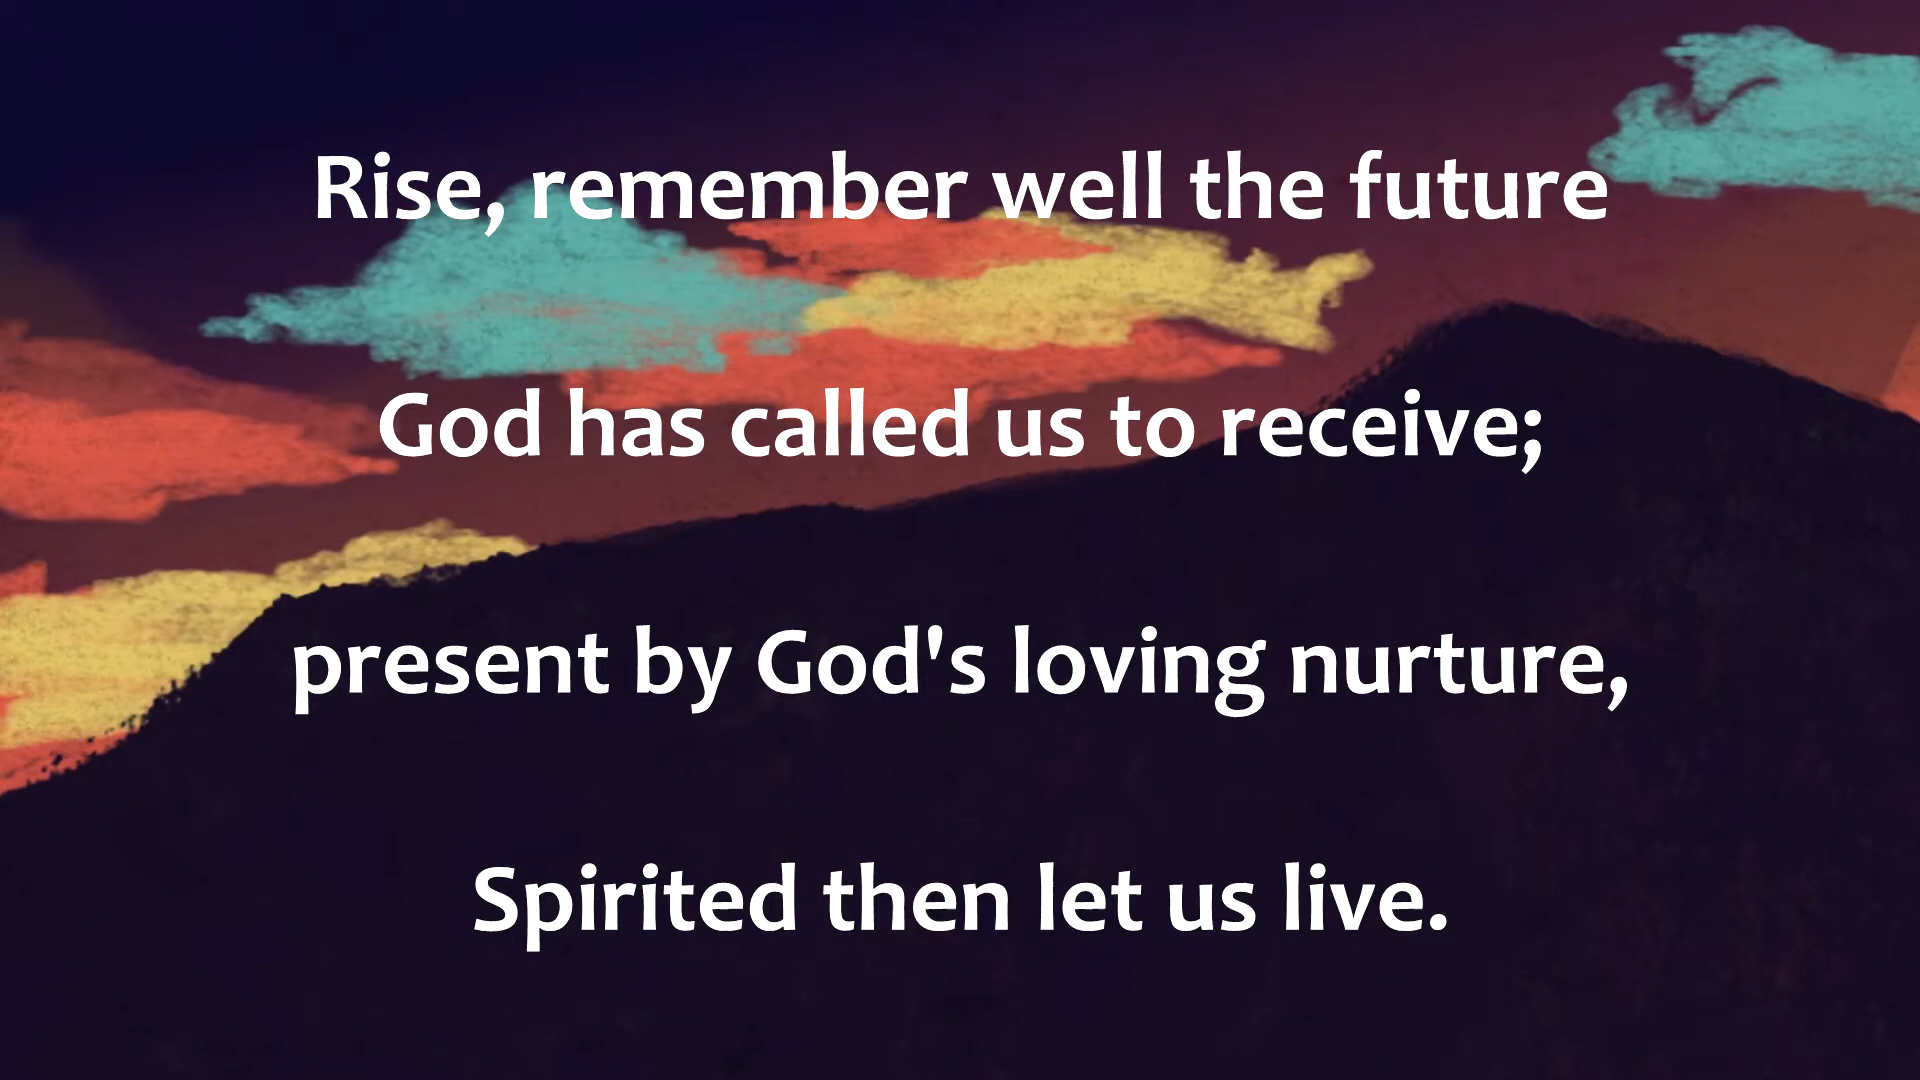 Rise, remember well the future
God has called us to receive;
present by God's loving nurture,
Spirited then let us live.